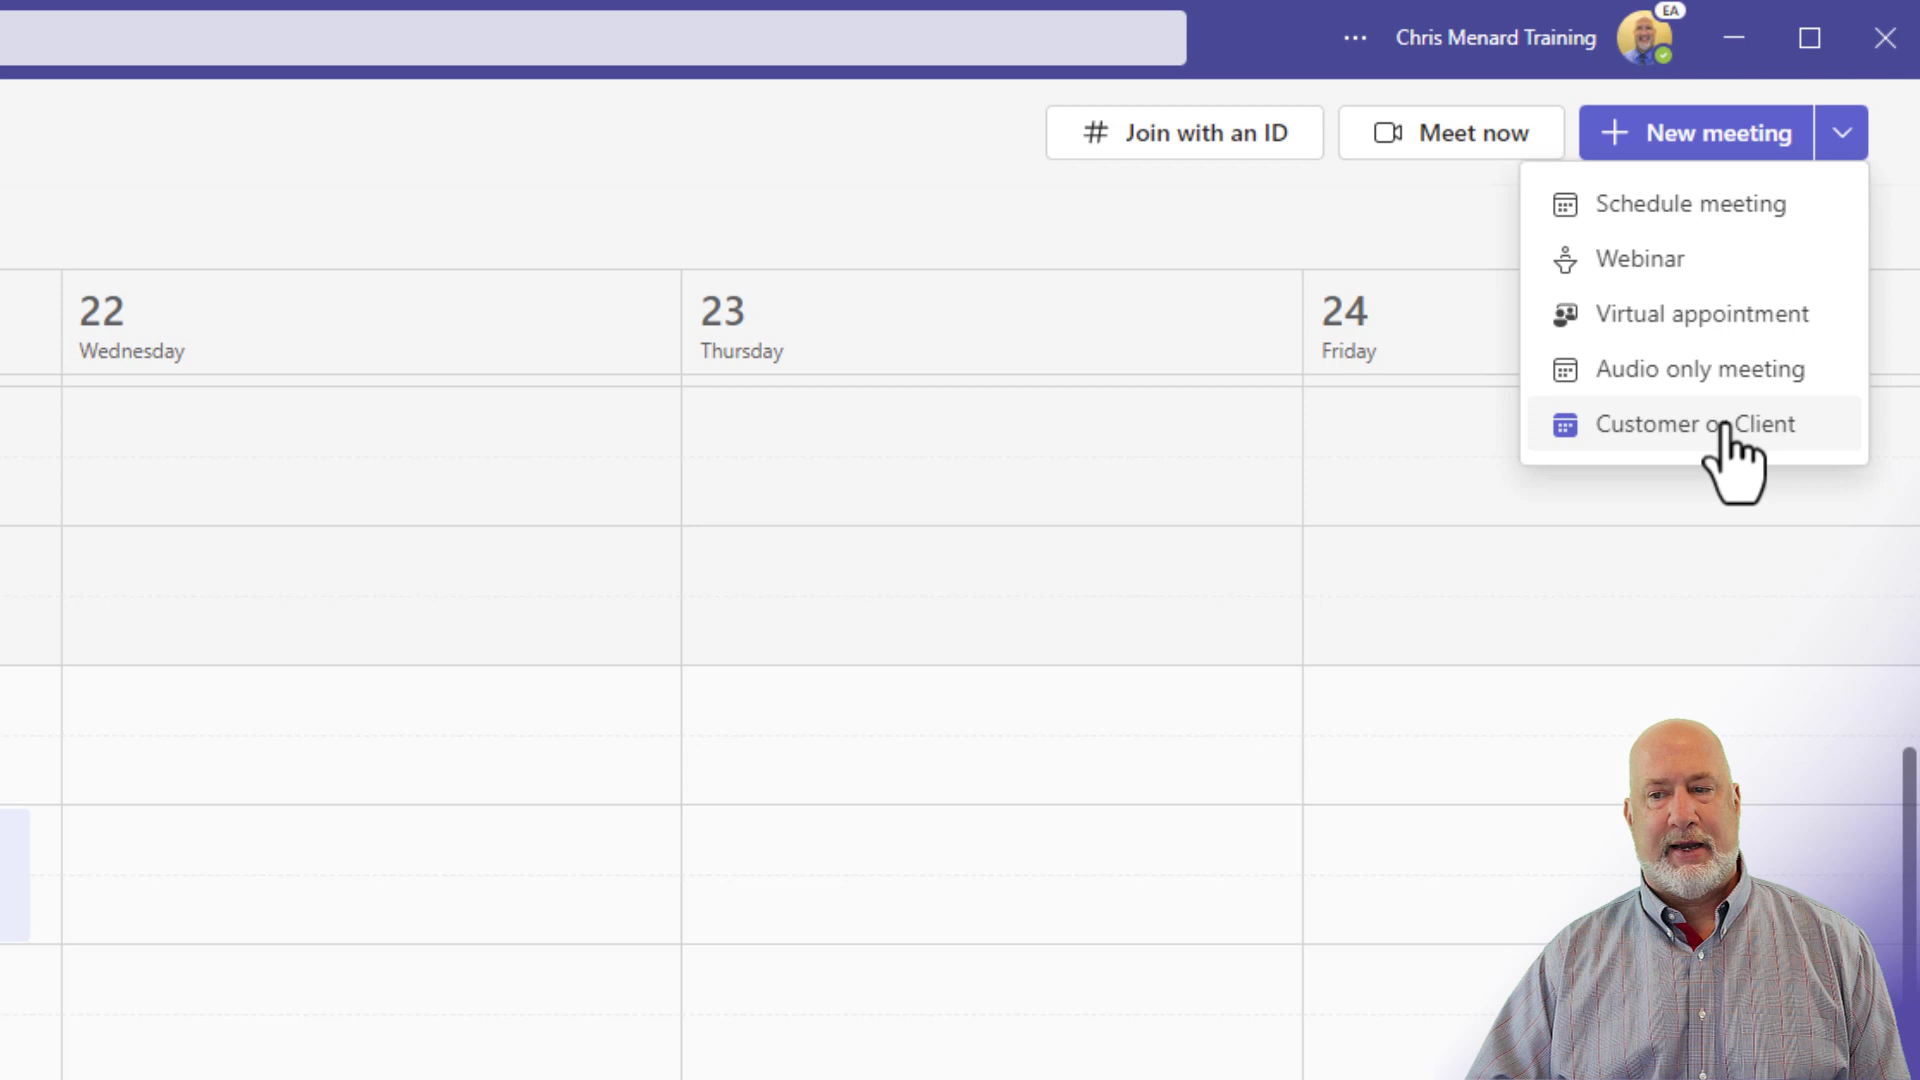 EA
Chris Menard Training
# Join with an ID
Meet now
+ New meeting
Schedule meeting
Webinar
Virtual appointment
Audio only meeting
Customer or Client
22
Wednesday
23
Thursday
24
Friday